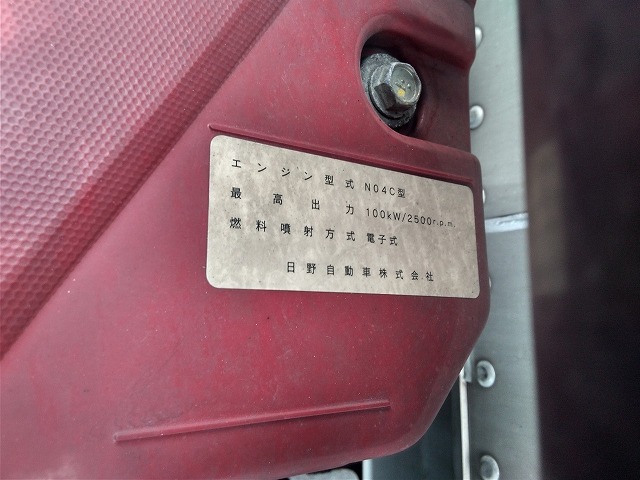 エンジン型式 N04C型
最高出力 100kW/2500r.p.m.
燃料噴射方式 電子式
日野自動車株式会社